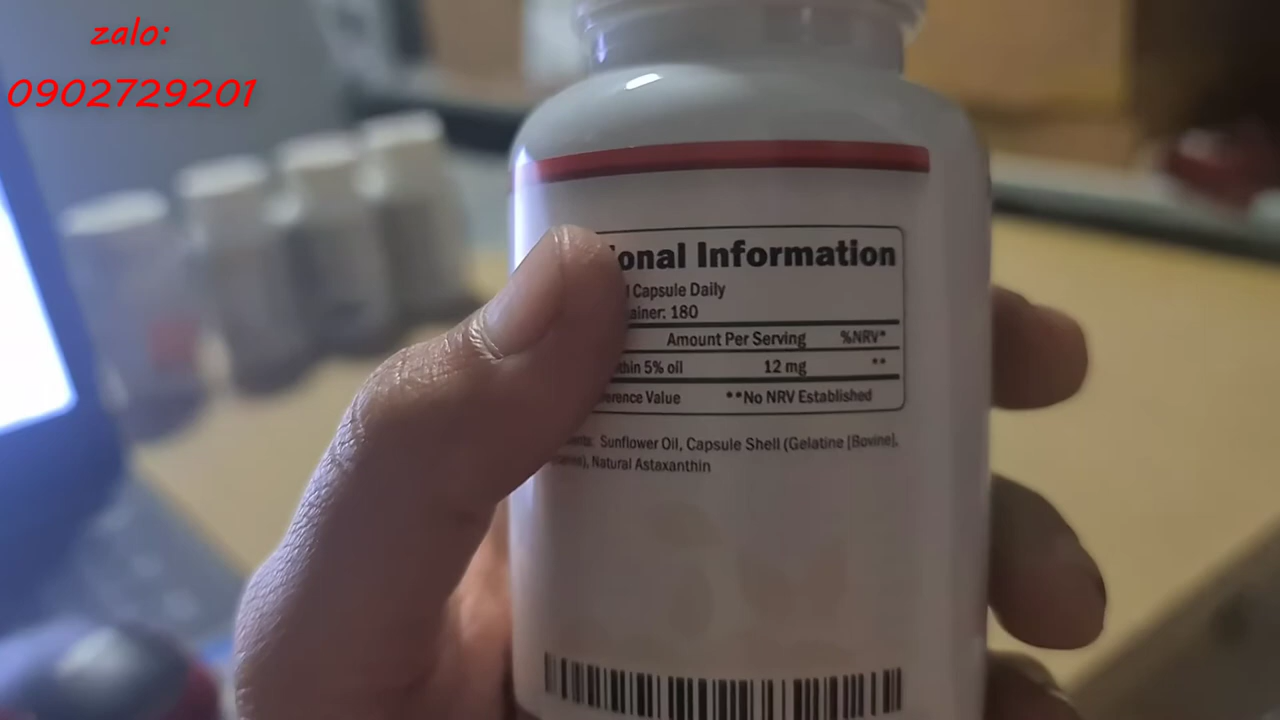 zalo:
0902729201
onal Information
Capsule Daily
ainer: 180
Amount Per Serving %NRV*
thin 5% oil 12 mg **
erence Value **No NRV Established
Sunflower Oil, Capsule Shell (Gelatine [Bovine],
Natural Astaxanthin